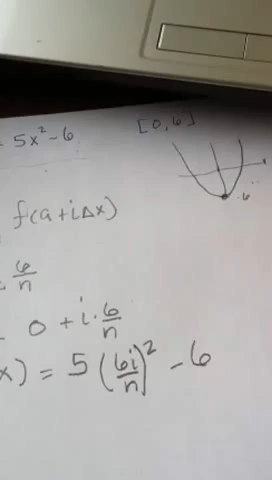 = 5x² - 6 [0, 6]
-6
f(a + iΔx)
= 6/n
= 0 + i · 6/n
x) = 5 (6i/n)² - 6